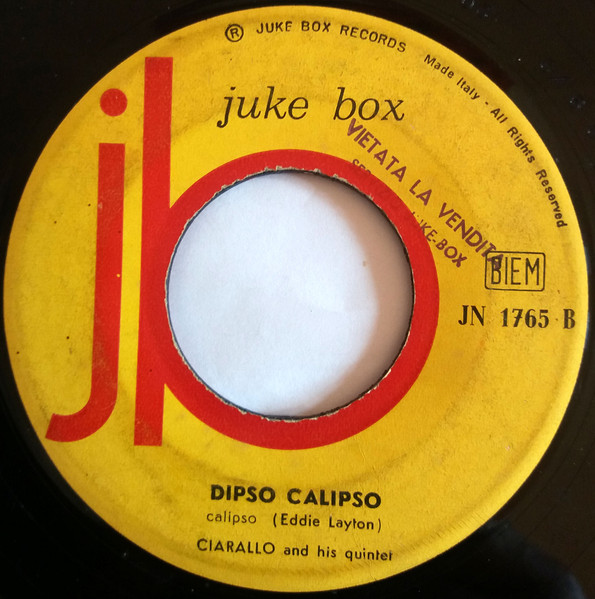 ® JUKE BOX RECORDS
Made Italy - All Rights Reserved
juke box
jb
VIETATA LA VENDITA
JUKE-BOX
BIEM
JN 1765 B
DIPSO CALIPSO
calipso (Eddie Layton)
CIARALLO and his quintet